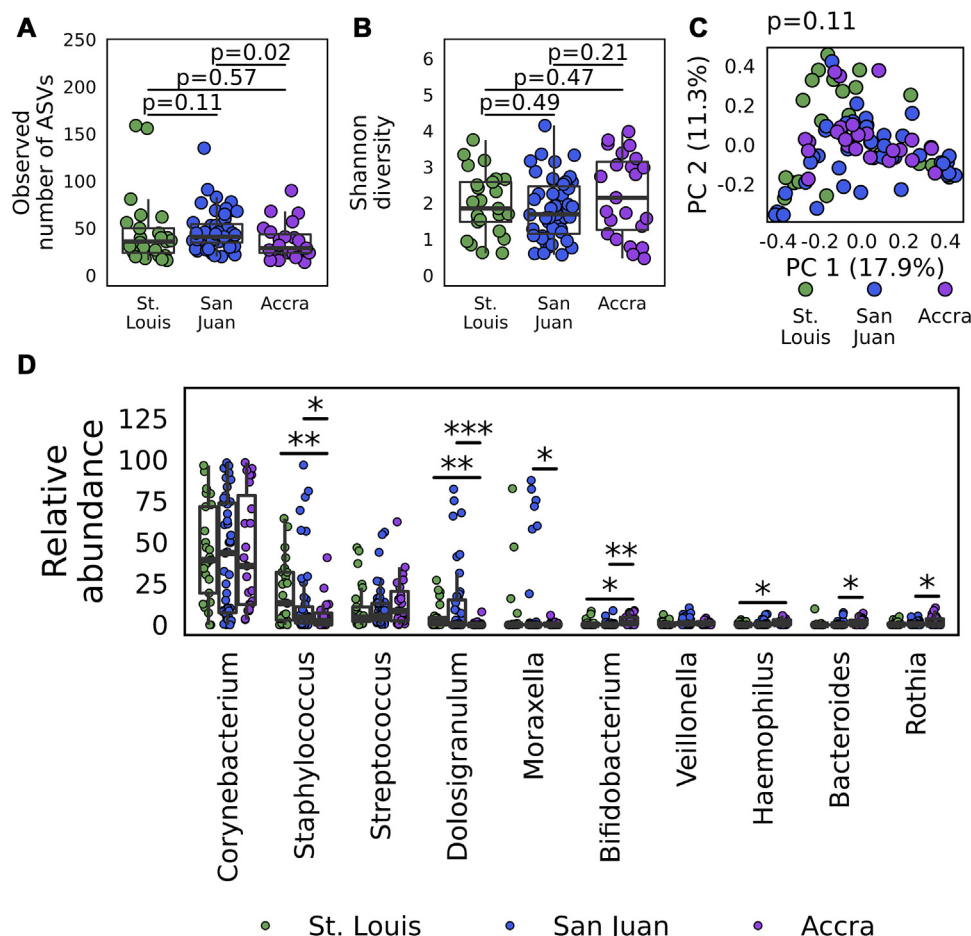 A
250
200
150
100
50
0
Observed
number of ASVs
p=0.02
p=0.57
p=0.11
St.
Louis
San
Juan
Accra
B
6
5
4
3
2
1
0
Shannon
diversity
p=0.21
p=0.47
p=0.49
St.
Louis
San
Juan
Accra
C
p=0.11
PC 2 (11.3%)
0.4
0.2
0.0
-0.2
-0.4
-0.2
0.0
0.2
0.4
PC 1 (17.9%)
St.
Louis
San
Juan
Accra
D
Relative
abundance
125
100
75
50
25
0
*
**
***
**
*
**
*
*
*
*
Corynebacterium
Staphylococcus
Streptococcus
Dolosigranulum
Moraxella
Bifidobacterium
Veillonella
Haemophilus
Bacteroides
Rothia
St. Louis
San Juan
Accra